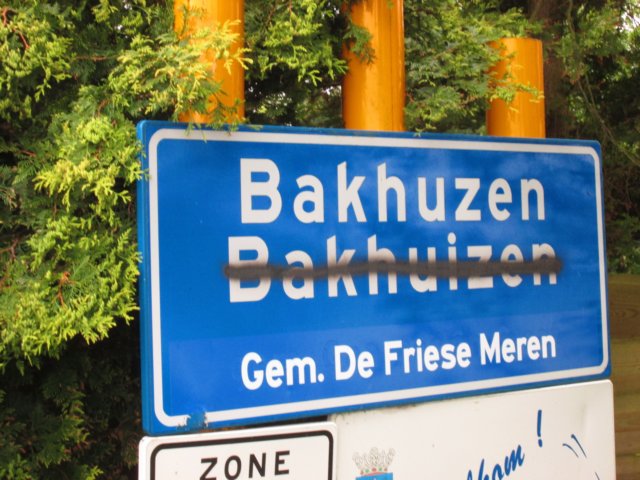 Bakhuzen
Bakhuizen
Gem. De Friese Meren
ZONE